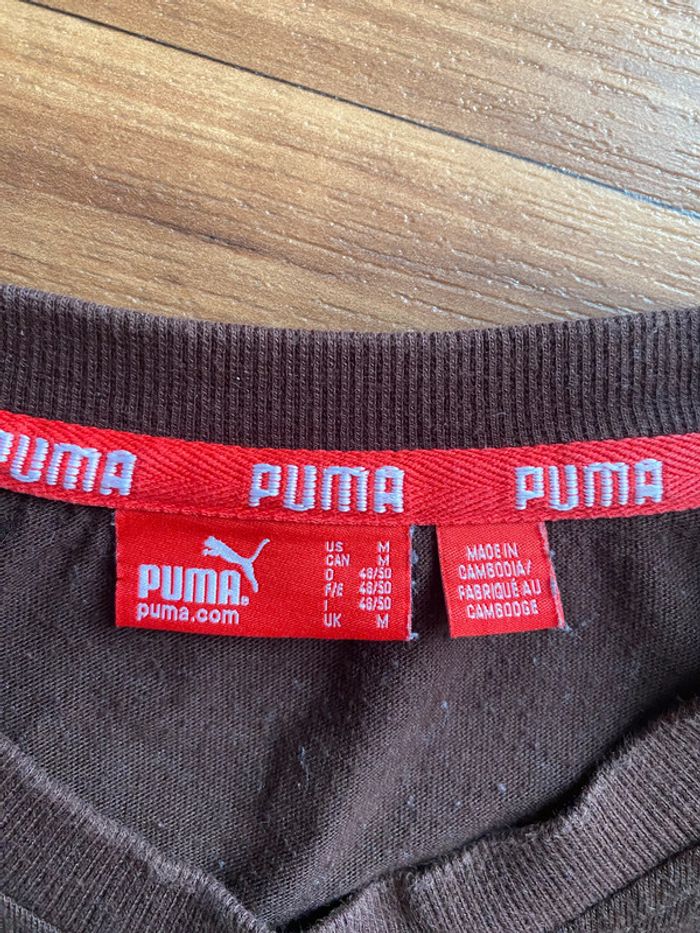 PUMA PUMA PUMA
PUMA®
puma.com
US M
CAN M
D 48/50
F/E 48/50
I 48/50
UK M
MADE IN
CAMBODIA/
FABRIQUÉ AU
CAMBODGE